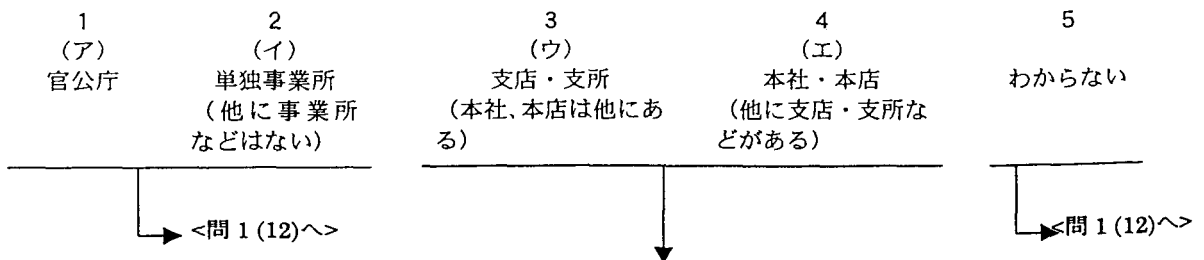 1 2 3 4 5
(ア) (イ) (ウ) (エ)
官公庁 単独事業所 支店・支所 本社・本店 わからない
(他に事業所 (本社、本店は他にあ (他に支店・支所な
などはない) る) どがある)
<問 1 (12)へ> <問 1 (12)へ>